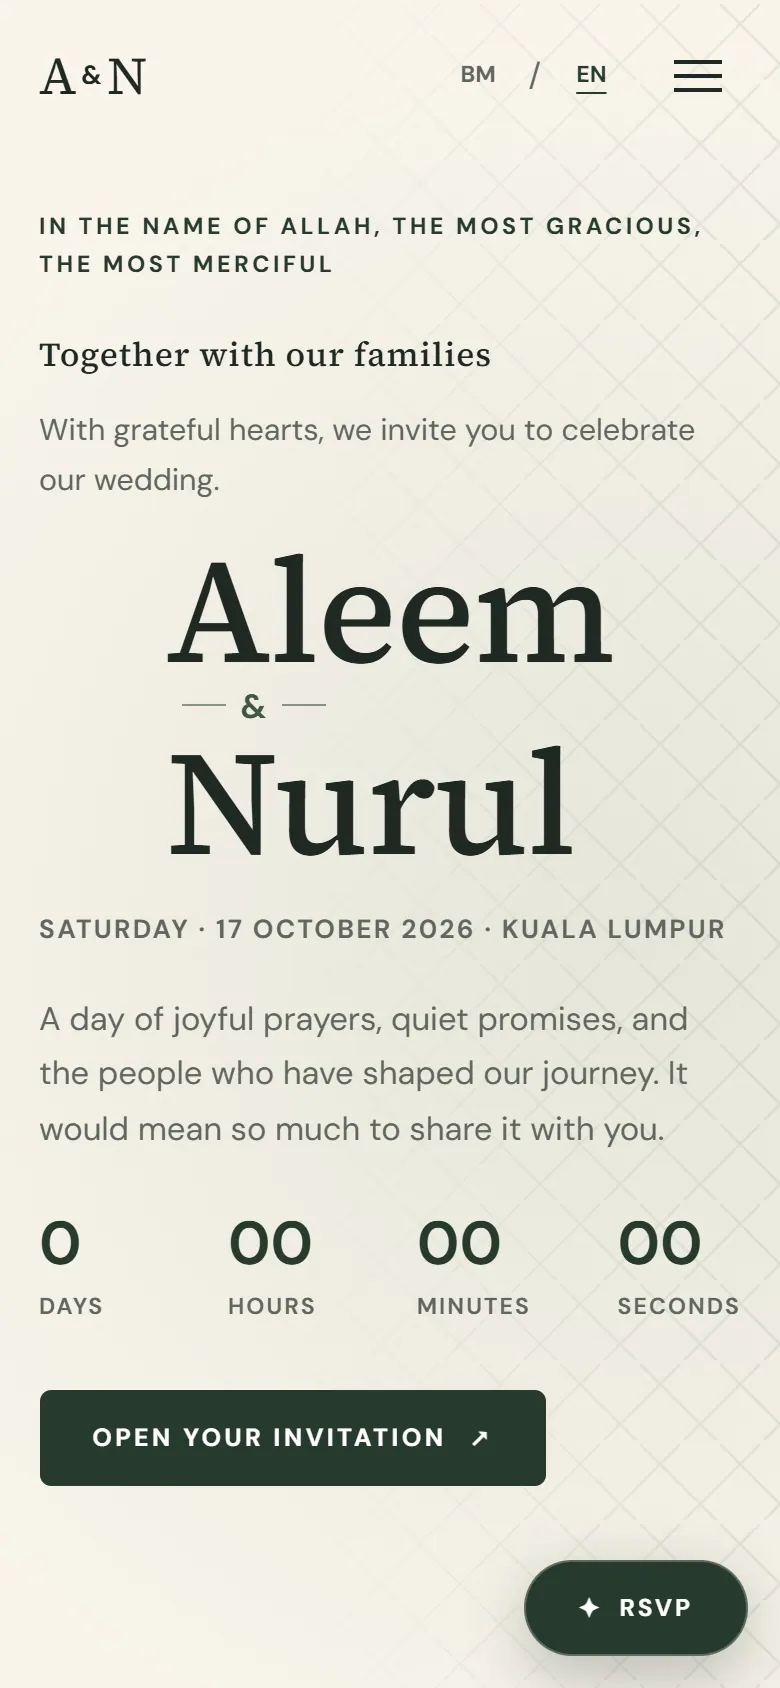 A & N
BM / EN
IN THE NAME OF ALLAH, THE MOST GRACIOUS,
THE MOST MERCIFUL
Together with our families
With grateful hearts, we invite you to celebrate
our wedding.
Aleem
&
Nurul
SATURDAY · 17 OCTOBER 2026 · KUALA LUMPUR
A day of joyful prayers, quiet promises, and
the people who have shaped our journey. It
would mean so much to share it with you.
0 00 00 00
DAYS HOURS MINUTES SECONDS
OPEN YOUR INVITATION ↗
✦ RSVP